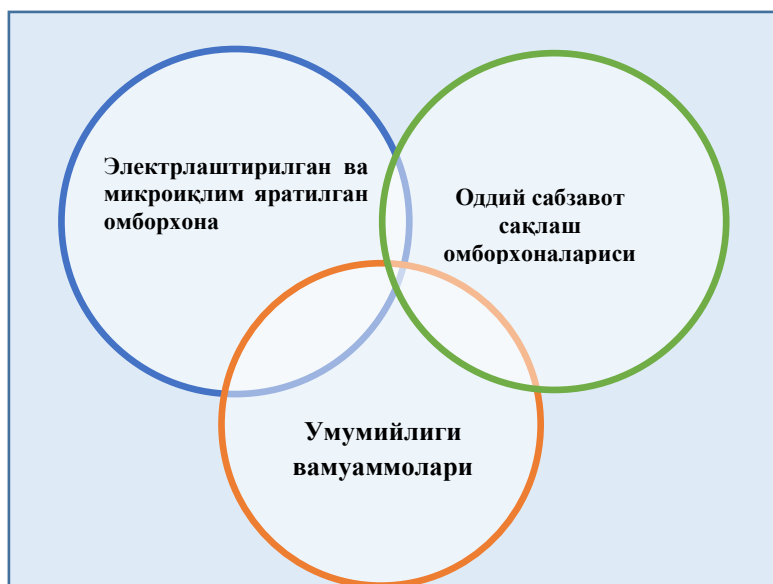 Электрлаштирилган ва
микроиқлим яратилган
омборхона
Оддий сабзавот
сақлаш
омборхоналариси
Умумийлиги
вамуаммолари